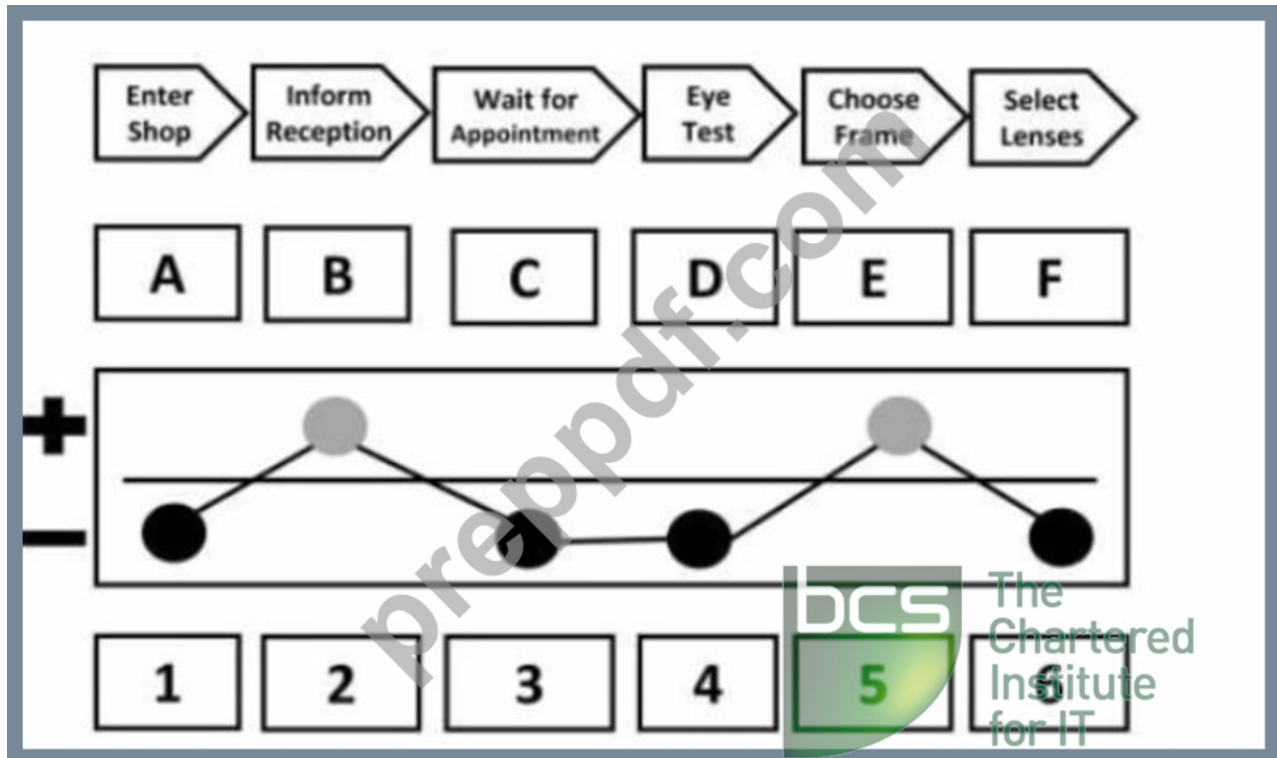 Enter
Shop
Inform
Reception
Wait for
Appointment
Eye
Test
Choose
Frame
Select
Lenses
A
B
C
D
E
F
+
−
preppdf.com
1
2
3
4
5
6
bcs
The
Chartered
Institute
for IT